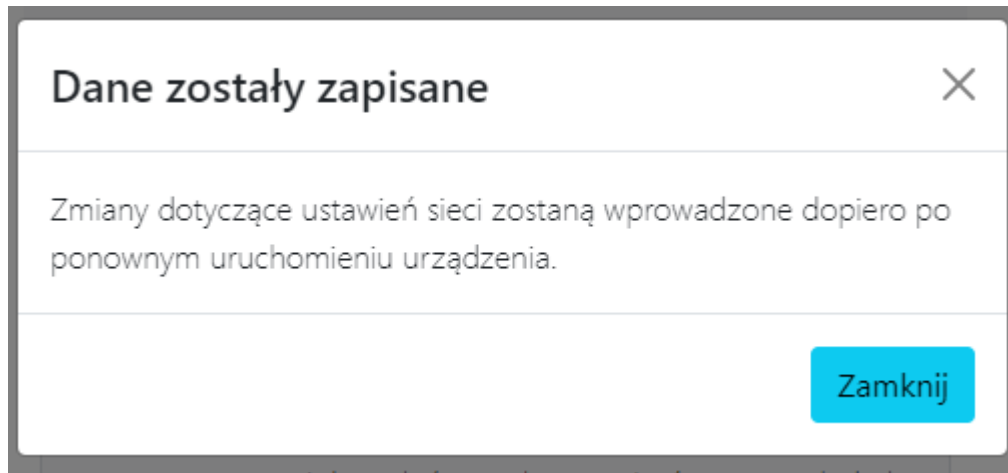 Dane zostały zapisane
Zmiany dotyczące ustawień sieci zostaną wprowadzone dopiero po
ponownym uruchomieniu urządzenia.
Zamknij